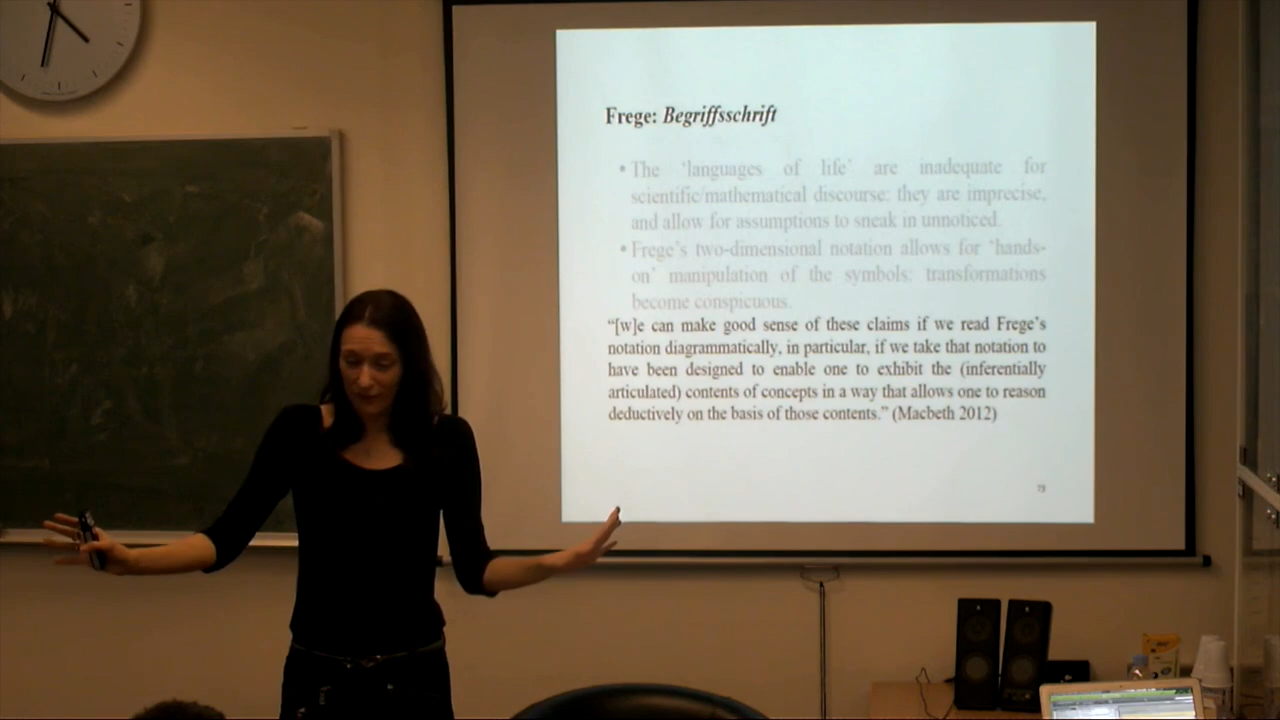 Frege: Begriffsschrift
• The ‘languages of life’ are inadequate for
scientific/mathematical discourse: they are imprecise,
and allow for assumptions to sneak in unnoticed.
• Frege’s two-dimensional notation allows for ‘hands-
on’ manipulation of the symbols: transformations
become conspicuous.
“[w]e can make good sense of these claims if we read Frege’s
notation diagrammatically, in particular, if we take that notation to
have been designed to enable one to exhibit the (inferentially
articulated) contents of concepts in a way that allows one to reason
deductively on the basis of those contents.” (Macbeth 2012)